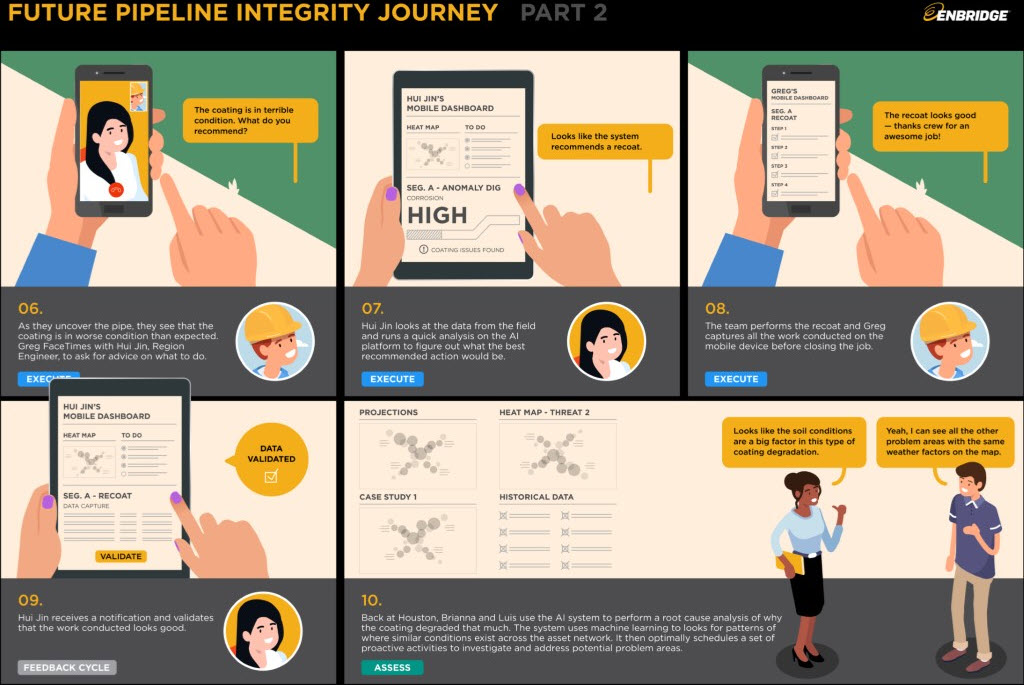 FUTURE PIPELINE INTEGRITY JOURNEY PART 2
ENBRIDGE
The coating is in terrible
condition. What do you
recommend?
06.
As they uncover the pipe, they see that the
coating is in worse condition than expected.
Greg FaceTimes with Hui Jin, Region
Engineer, to ask for advice on what to do.
EXECUTE
HUI JIN'S
MOBILE DASHBOARD
HEAT MAP
TO DO
SEG. A - ANOMALY DIG
CORROSION
HIGH
COATING ISSUES FOUND
Looks like the system
recommends a recoat.
07.
Hui Jin looks at the data from the field
and runs a quick analysis on the AI
platform to figure out what the best
recommended action would be.
EXECUTE
GREG'S
MOBILE DASHBOARD
SEG. A
RECOAT
STEP 1
STEP 2
STEP 3
STEP 4
The recoat looks good
— thanks crew for an
awesome job!
08.
The team performs the recoat and Greg
captures all the work conducted on the
mobile device before closing the job.
EXECUTE
HUI JIN'S
MOBILE DASHBOARD
HEAT MAP
TO DO
SEG. A - RECOAT
DATA CAPTURE
VALIDATE
DATA
VALIDATED
09.
Hui Jin receives a notification and validates
that the work conducted looks good.
FEEDBACK CYCLE
PROJECTIONS
HEAT MAP - THREAT 2
CASE STUDY 1
HISTORICAL DATA
Looks like the soil conditions
are a big factor in this type of
coating degradation.
Yeah, I can see all the other
problem areas with the same
weather factors on the map.
10.
Back at Houston, Brianna and Luis use the AI system to perform a root cause analysis of why
the coating degraded that much. The system uses machine learning to looks for patterns of
where similar conditions exist across the asset network. It then optimally schedules a set of
proactive activities to investigate and address potential problem areas.
ASSESS